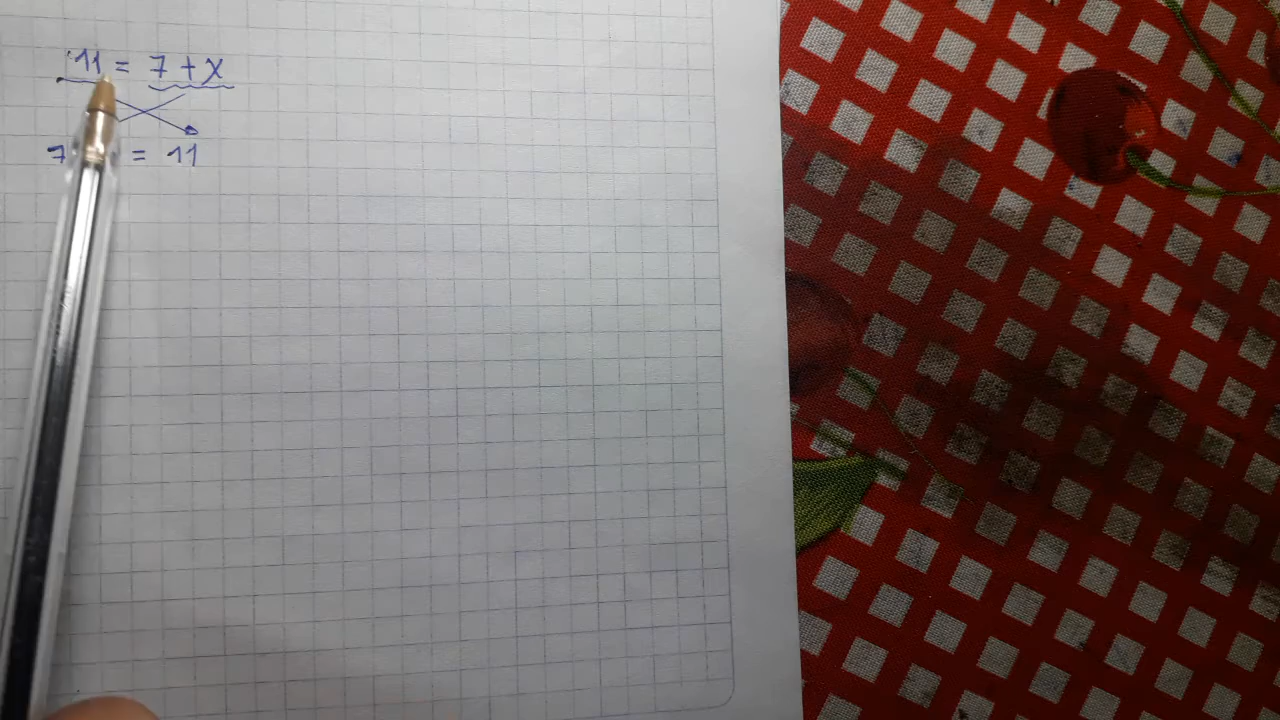 11 = 7 + x
7 = 11